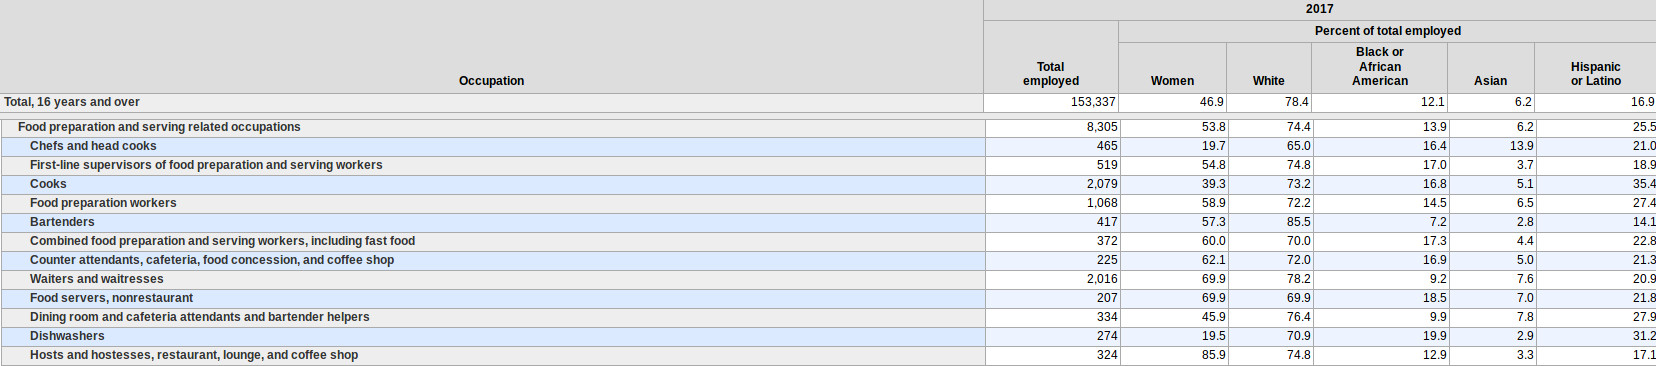 2017
Percent of total employed
Occupation Total employed Women White Black or African American Asian Hispanic or Latino
Total, 16 years and over 153,337 46.9 78.4 12.1 6.2 16.9
Food preparation and serving related occupations 8,305 53.8 74.4 13.9 6.2 25.5
Chefs and head cooks 465 19.7 65.0 16.4 13.9 21.0
First-line supervisors of food preparation and serving workers 519 54.8 74.8 17.0 3.7 18.9
Cooks 2,079 39.3 73.2 16.8 5.1 35.4
Food preparation workers 1,068 58.9 72.2 14.5 6.5 27.4
Bartenders 417 57.3 85.5 7.2 2.8 14.1
Combined food preparation and serving workers, including fast food 372 60.0 70.0 17.3 4.4 22.8
Counter attendants, cafeteria, food concession, and coffee shop 225 62.1 72.0 16.9 5.0 21.3
Waiters and waitresses 2,016 69.9 78.2 9.2 7.6 20.9
Food servers, nonrestaurant 207 69.9 69.9 18.5 7.0 21.8
Dining room and cafeteria attendants and bartender helpers 334 45.9 76.4 9.9 7.8 27.9
Dishwashers 274 19.5 70.9 19.9 2.9 31.2
Hosts and hostesses, restaurant, lounge, and coffee shop 324 85.9 74.8 12.9 3.3 17.1